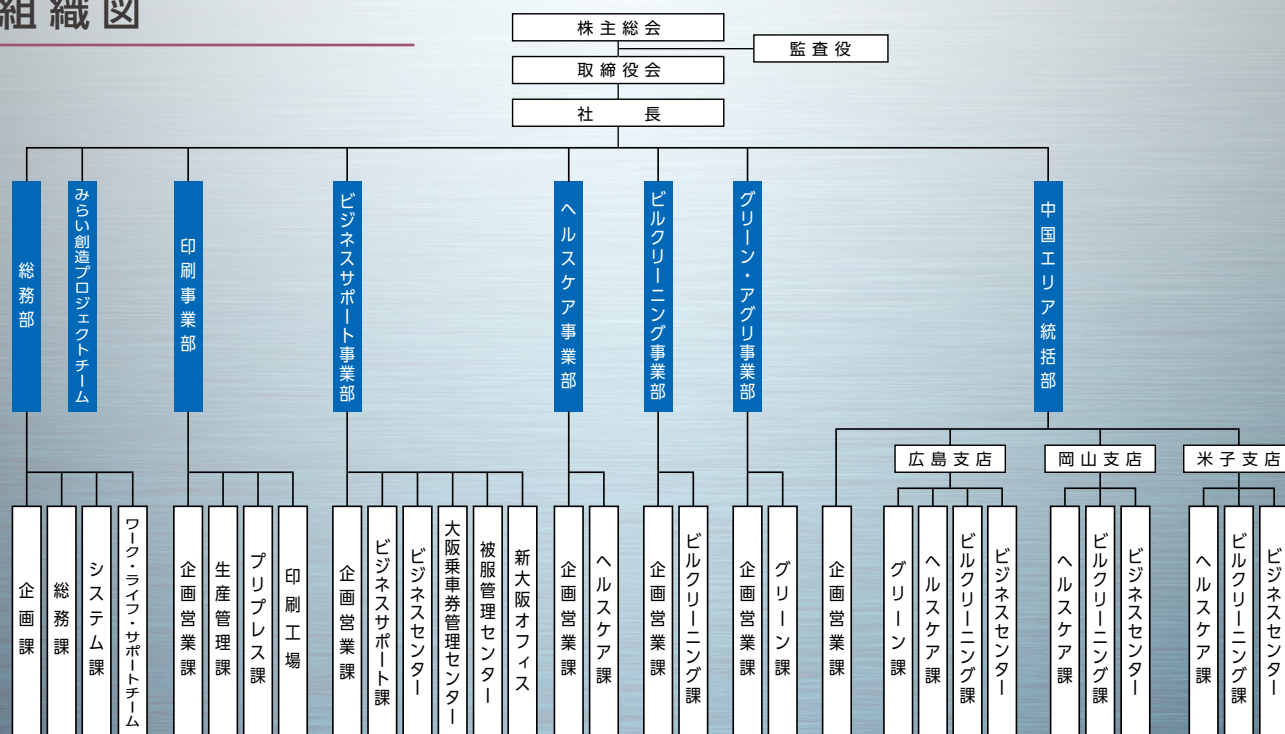 組織図
株主総会
監査役
取締役会
社長
総務部
みらい創造プロジェクトチーム
印刷事業部
ビジネスサポート事業部
ヘルスケア事業部
ビルクリーニング事業部
グリーン・アグリ事業部
中国エリア統括部
広島支店
岡山支店
米子支店
企画課
総務課
システム課
ワーク・ライフ・サポートチーム
企画営業課
生産管理課
プリプレス課
印刷工場
企画営業課
ビジネスサポート課
ビジネスセンター
大阪乗車券管理センター
被服管理センター
新大阪オフィス
企画営業課
ヘルスケア課
企画営業課
ビルクリーニング課
企画営業課
グリーン課
企画営業課
グリーン課
ヘルスケア課
ビルクリーニング課
ビジネスセンター
ヘルスケア課
ビルクリーニング課
ビジネスセンター
ヘルスケア課
ビルクリーニング課
ビジネスセンター